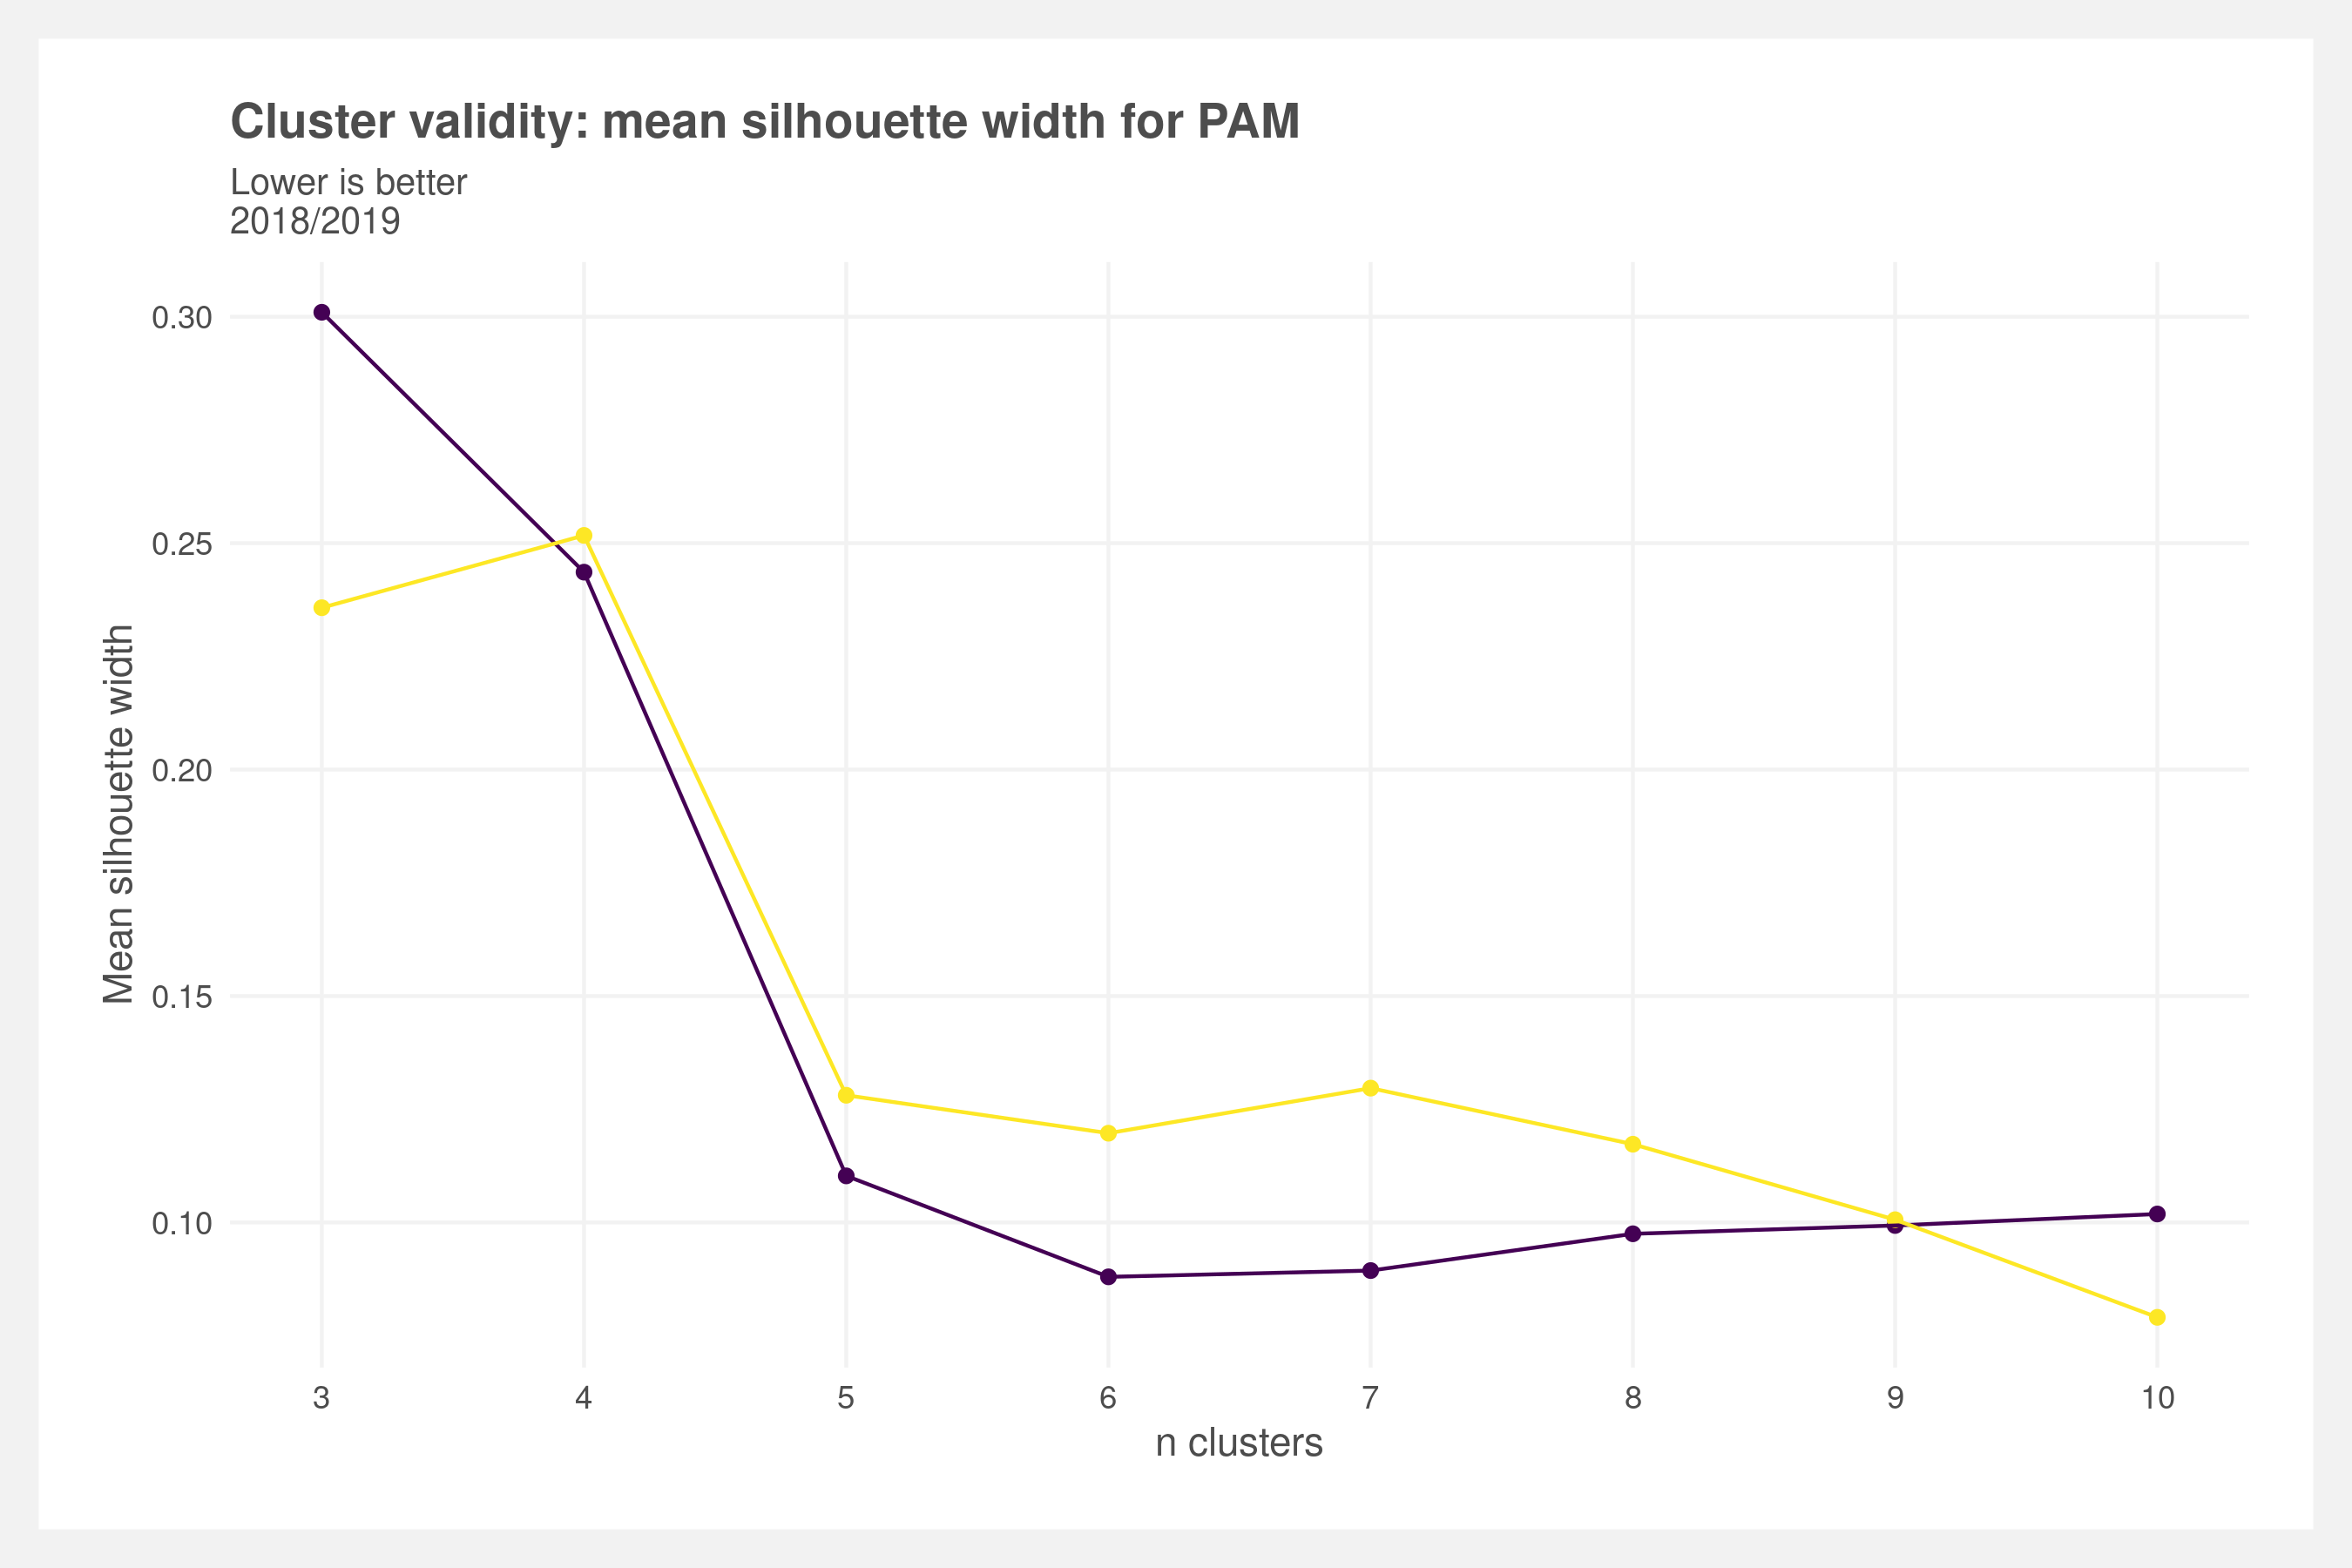 Cluster validity: mean silhouette width for PAM
Lower is better
2018/2019
Mean silhouette width
0.30
0.25
0.20
0.15
0.10
3 4 5 6 7 8 9 10
n clusters